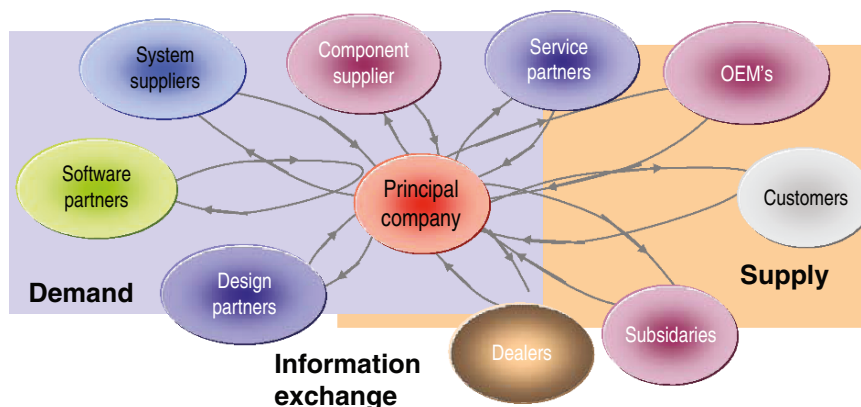 System
suppliers
Component
supplier
Service
partners
OEM's
Software
partners
Principal
company
Customers
Design
partners
Demand
Supply
Dealers
Subsidaries
Information
exchange